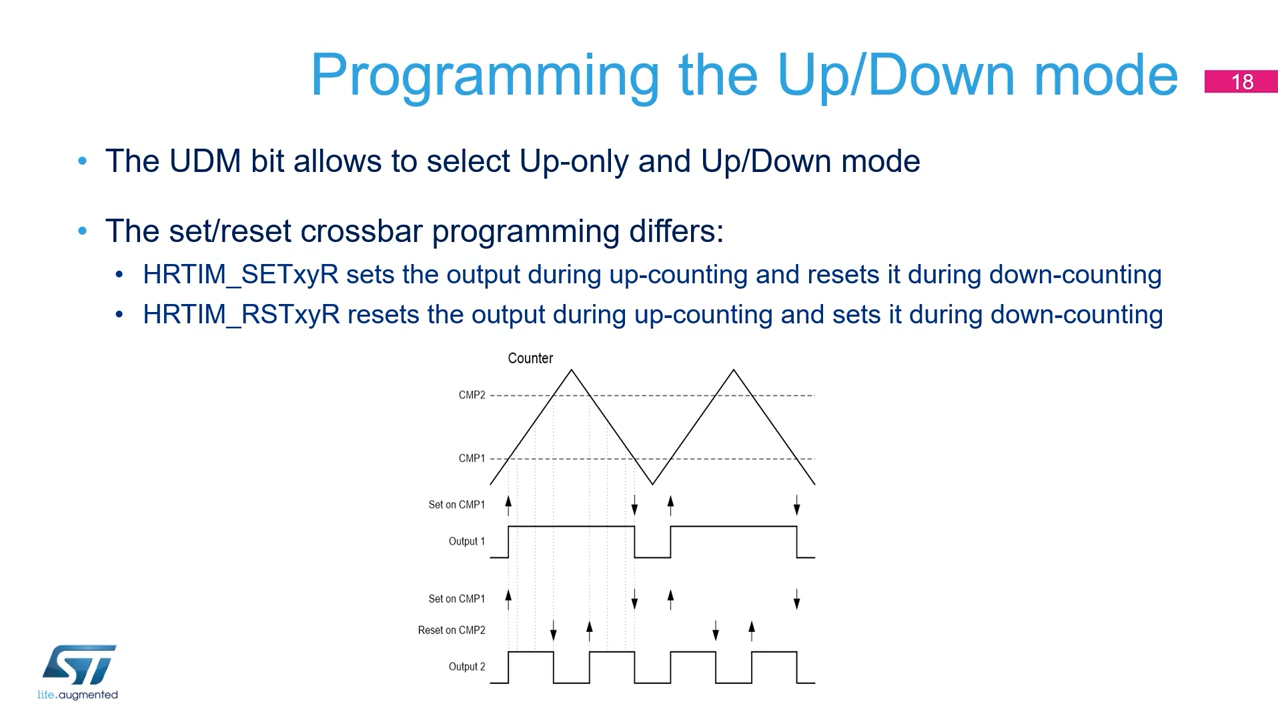 Programming the Up/Down mode
18
• The UDM bit allows to select Up-only and Up/Down mode
• The set/reset crossbar programming differs:
• HRTIM_SETxyR sets the output during up-counting and resets it during down-counting
• HRTIM_RSTxyR resets the output during up-counting and sets it during down-counting
Counter
CMP2
CMP1
Set on CMP1
Output 1
Set on CMP1
Reset on CMP2
Output 2
ST
life.augmented